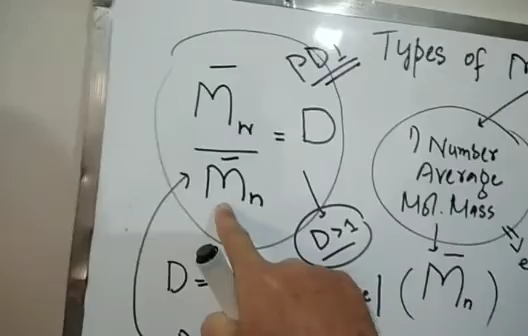 PDI
Types of
M̄w
= D
M̄n
D>1
D=
1) Number
Average
Mol. Mass
(M̄n)